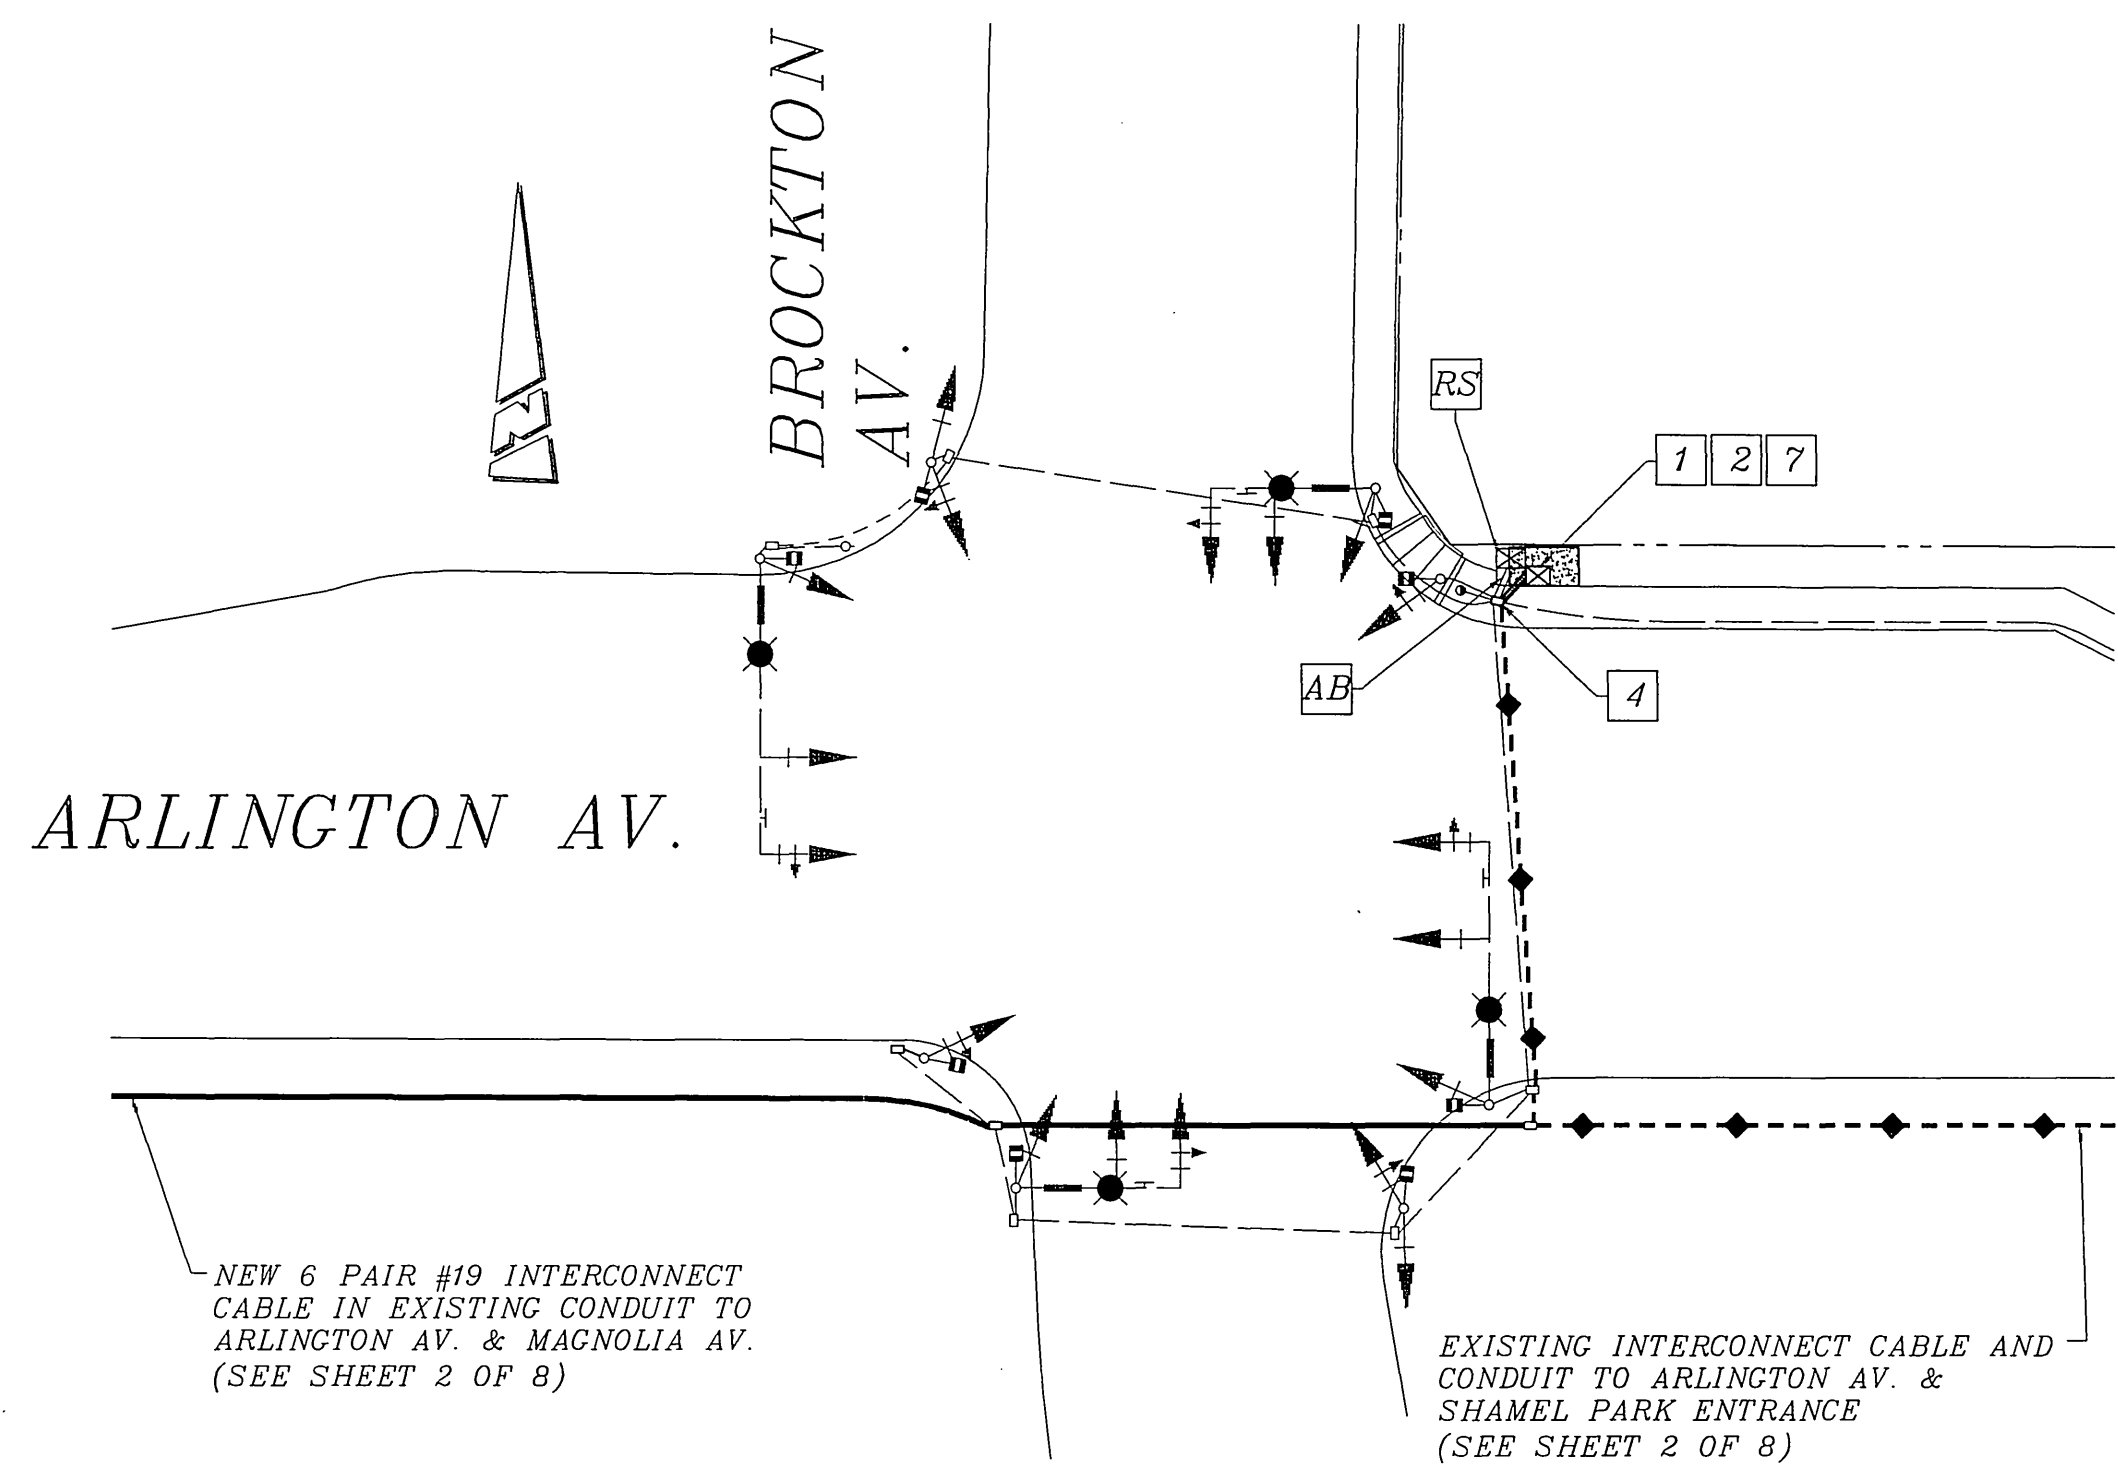 BROCKTON
AV.
N
RS
1 2 7
AB
4
ARLINGTON AV.
NEW 6 PAIR #19 INTERCONNECT
CABLE IN EXISTING CONDUIT TO
ARLINGTON AV. & MAGNOLIA AV.
(SEE SHEET 2 OF 8)
EXISTING INTERCONNECT CABLE AND
CONDUIT TO ARLINGTON AV. &
SHAMEL PARK ENTRANCE
(SEE SHEET 2 OF 8)